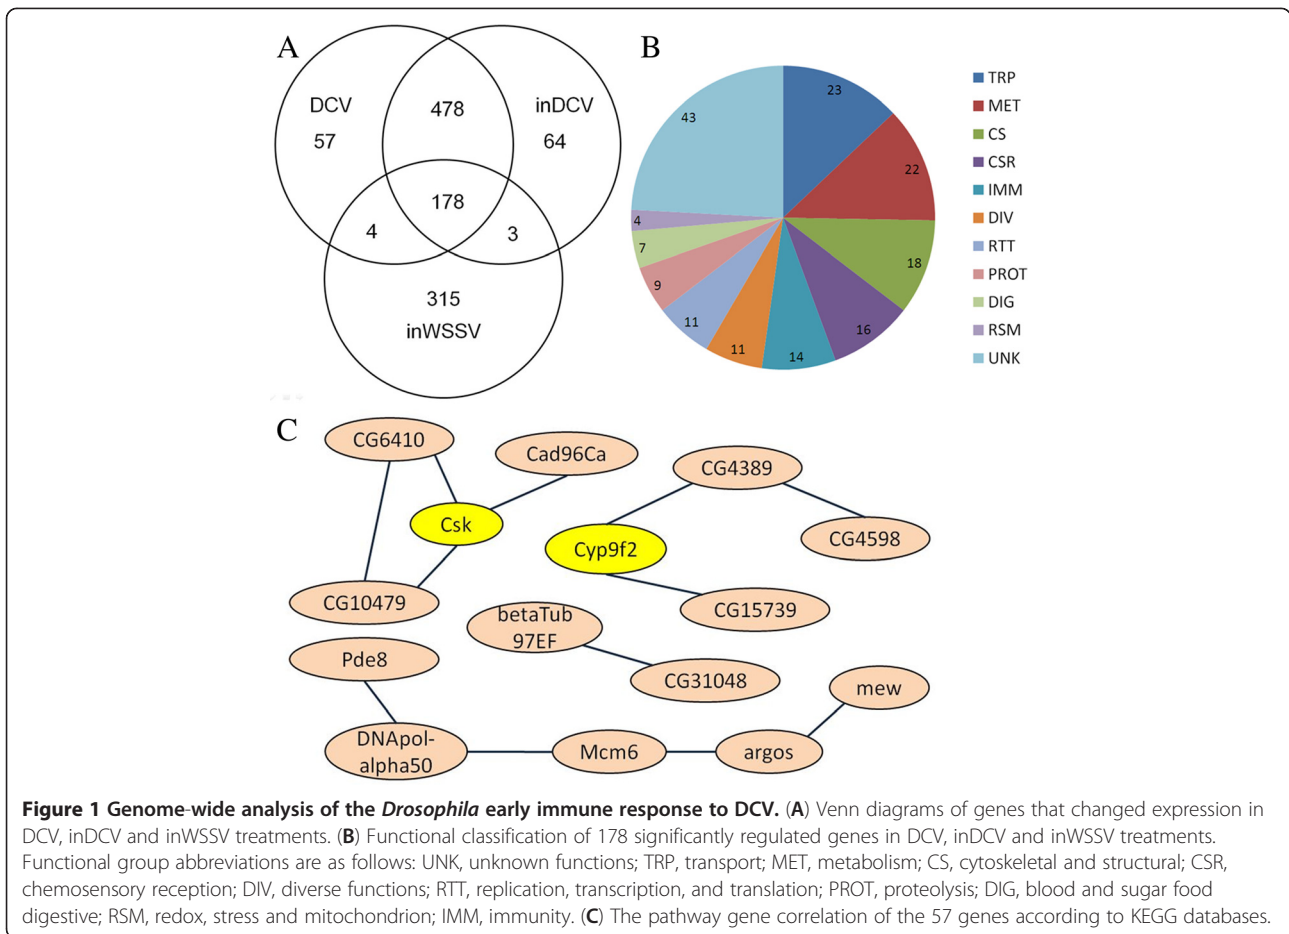 A
DCV
57
478
inDCV
64
178
4
3
315
inWSSV
B
23
22
18
16
14
11
11
9
7
4
43
TRP
MET
CS
CSR
IMM
DIV
RTT
PROT
DIG
RSM
UNK
C
CG6410
Cad96Ca
CG4389
Csk
CG4598
Cyp9f2
CG10479
CG15739
betaTub
97EF
Pde8
CG31048
mew
DNApol-
alpha50
Mcm6
argos
Figure 1 Genome-wide analysis of the Drosophila early immune response to DCV. (A) Venn diagrams of genes that changed expression in
DCV, inDCV and inWSSV treatments. (B) Functional classification of 178 significantly regulated genes in DCV, inDCV and inWSSV treatments.
Functional group abbreviations are as follows: UNK, unknown functions; TRP, transport; MET, metabolism; CS, cytoskeletal and structural; CSR,
chemosensory reception; DIV, diverse functions; RTT, replication, transcription, and translation; PROT, proteolysis; DIG, blood and sugar food
digestive; RSM, redox, stress and mitochondrion; IMM, immunity. (C) The pathway gene correlation of the 57 genes according to KEGG databases.